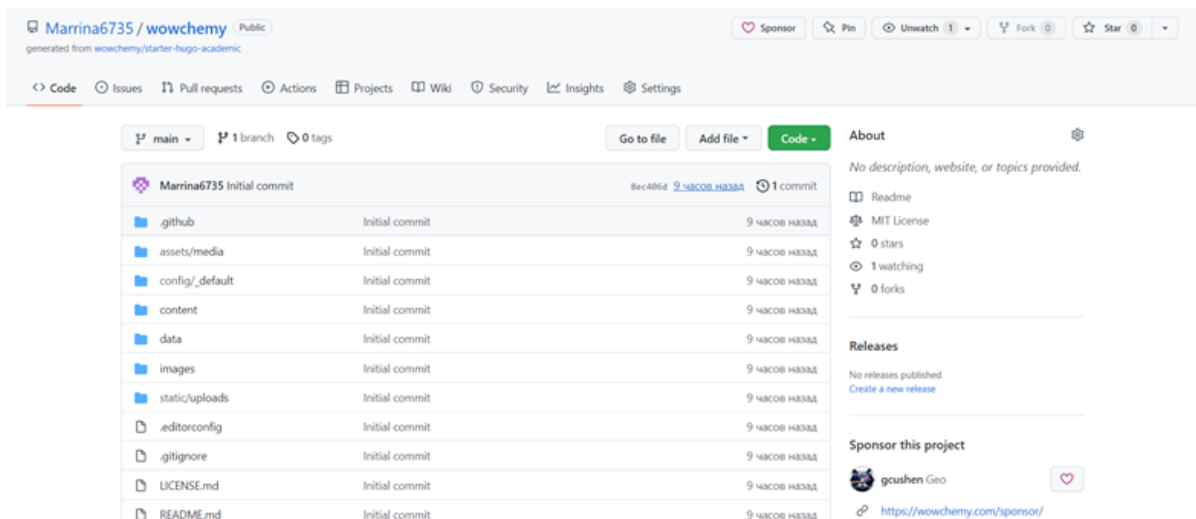 Marrina6735 / wowchemy Public
Sponsor Pin Unwatch 1 Fork 0 Star 0
generated from wowchemy/starter-hugo-academic
Code Issues Pull requests Actions Projects Wiki Security Insights Settings
main 1 branch 0 tags Go to file Add file Code
Marrina6735 Initial commit 8ec406d 9 часов назад 1 commit
.github Initial commit 9 часов назад
assets/media Initial commit 9 часов назад
config/_default Initial commit 9 часов назад
content Initial commit 9 часов назад
data Initial commit 9 часов назад
images Initial commit 9 часов назад
static/uploads Initial commit 9 часов назад
.editorconfig Initial commit 9 часов назад
.gitignore Initial commit 9 часов назад
LICENSE.md Initial commit 9 часов назад
README.md Initial commit 9 часов назад
About
No description, website, or topics provided.
Readme
MIT License
0 stars
1 watching
0 forks
Releases
No releases published
Create a new release
Sponsor this project
gcushen Geo
https://wowchemy.com/sponsor/